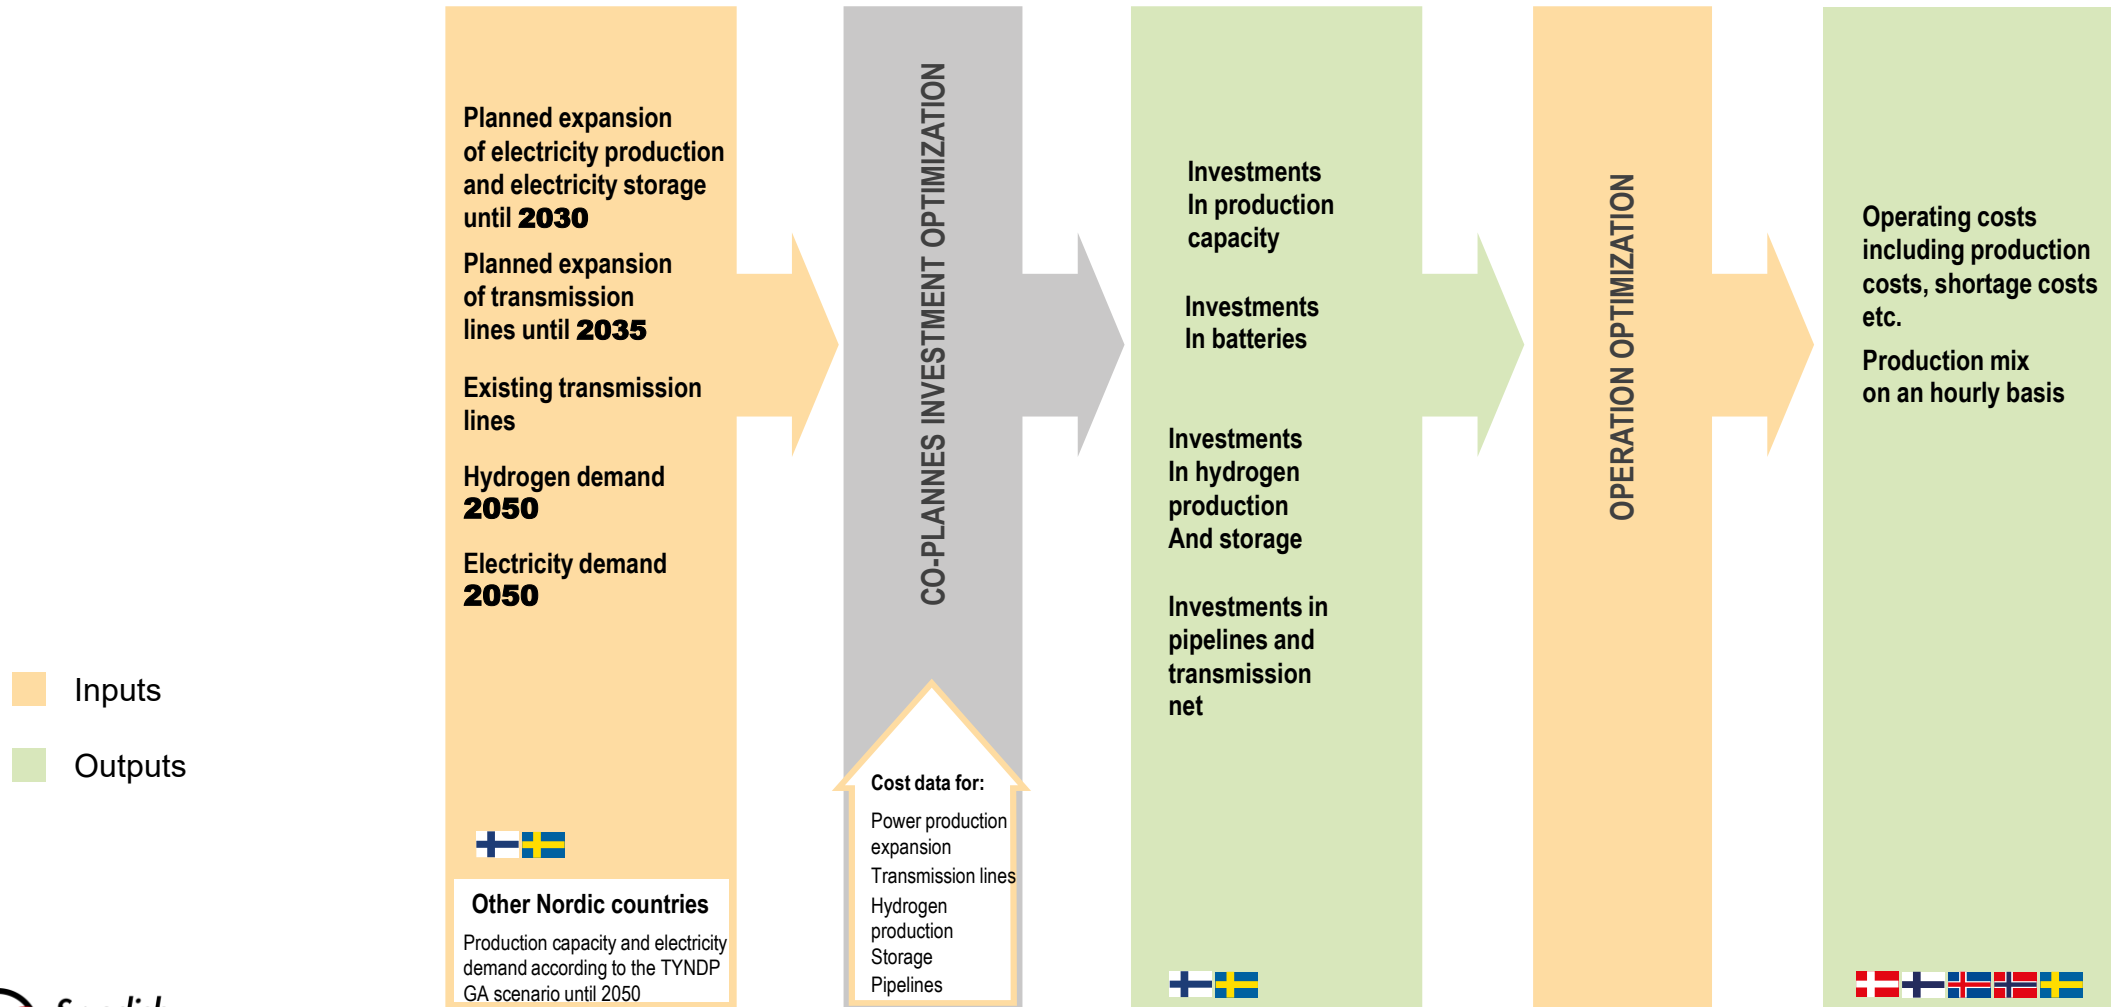 Planned expansion
of electricity production
and electricity storage
until 2030
Planned expansion
of transmission
lines until 2035
Existing transmission
lines
Hydrogen demand
2050
Electricity demand
2050
Other Nordic countries
Production capacity and electricity
demand according to the TYNDP
GA scenario until 2050
CO-PLANNES INVESTMENT OPTIMIZATION
Cost data for:
Power production
expansion
Transmission lines
Hydrogen
production
Storage
Pipelines
Investments
In production
capacity
Investments
In batteries
Investments
In hydrogen
production
And storage
Investments in
pipelines and
transmission
net
OPERATION OPTIMIZATION
Operating costs
including production
costs, shortage costs
etc.
Production mix
on an hourly basis
Inputs
Outputs